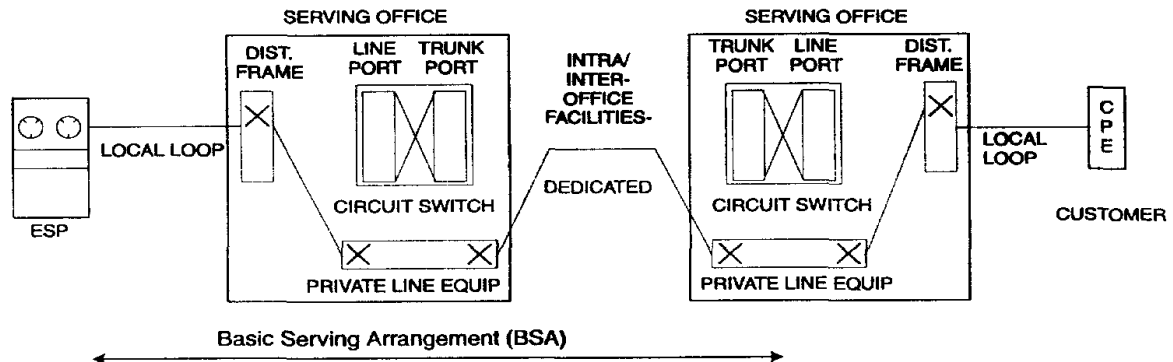 SERVING OFFICE
SERVING OFFICE
DIST.
FRAME
LINE
PORT
TRUNK
PORT
INTRA/
INTER-
OFFICE
FACILITIES-
TRUNK
PORT
LINE
PORT
DIST.
FRAME
LOCAL LOOP
DEDICATED
LOCAL
LOOP
C
P
E
ESP
CIRCUIT SWITCH
CIRCUIT SWITCH
CUSTOMER
PRIVATE LINE EQUIP
PRIVATE LINE EQUIP
Basic Serving Arrangement (BSA)